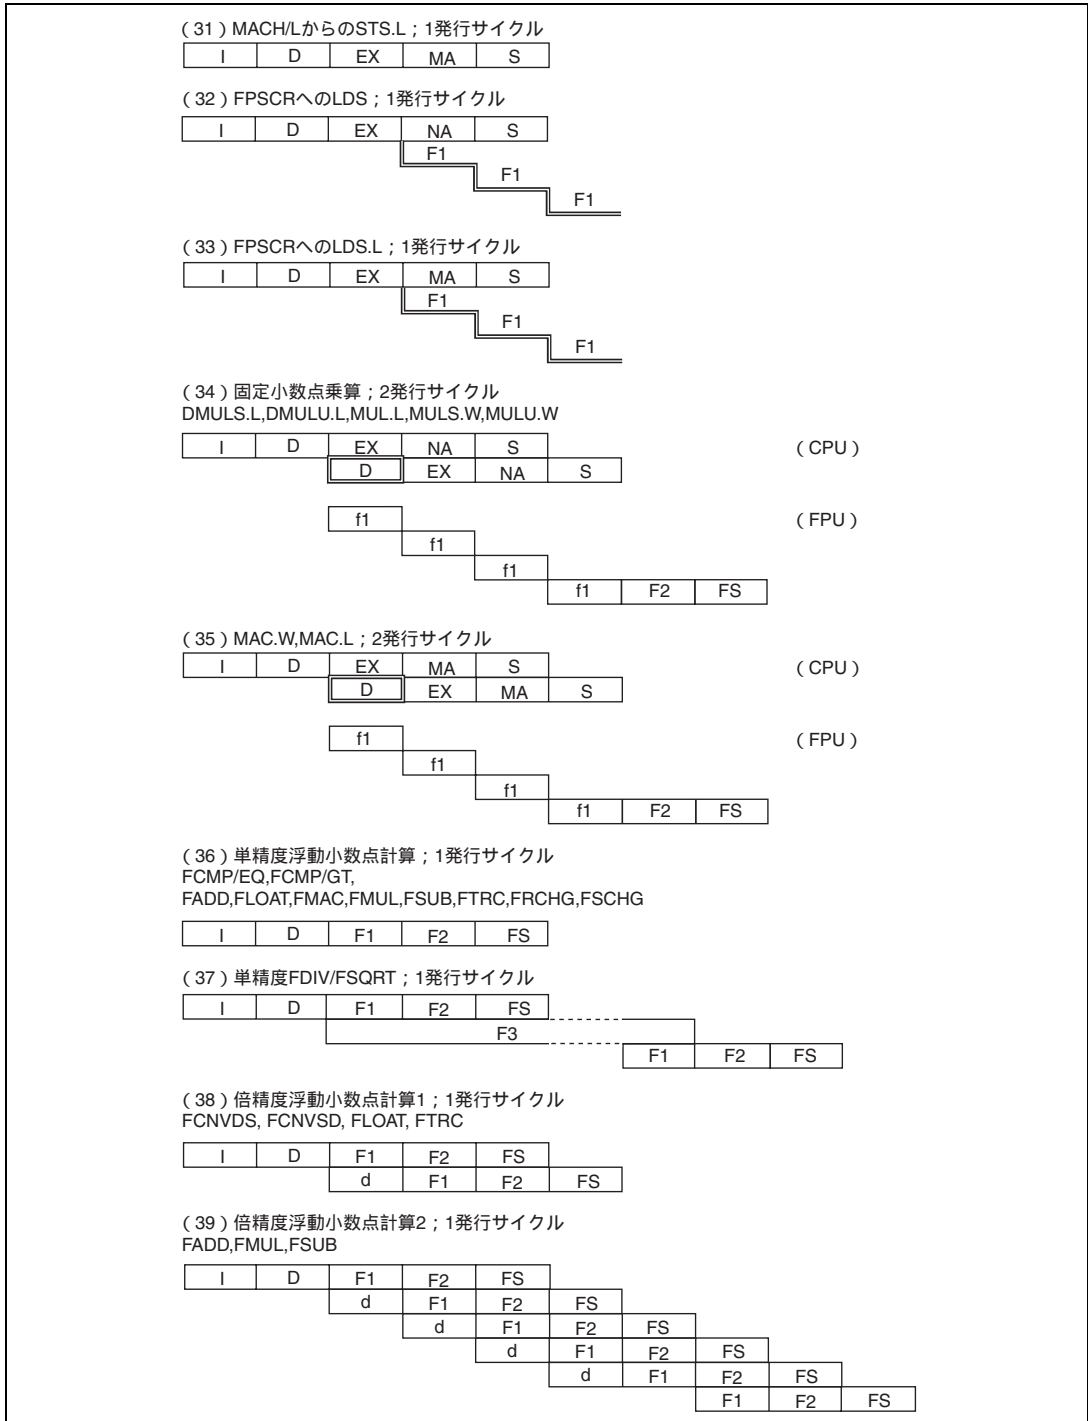 （31）MACH/LからのSTS.L；1発行サイクル
I D EX MA S
（32）FPSCRへのLDS；1発行サイクル
I D EX NA S
F1
F1
F1
（33）FPSCRへのLDS.L；1発行サイクル
I D EX MA S
F1
F1
F1
（34）固定小数点乗算；2発行サイクル
DMULS.L,DMULU.L,MUL.L,MULS.W,MULU.W
I D EX NA S （CPU）
D EX NA S
f1 （FPU）
f1
f1
f1 F2 FS
（35）MAC.W,MAC.L；2発行サイクル
I D EX MA S （CPU）
D EX MA S
f1 （FPU）
f1
f1
f1 F2 FS
（36）単精度浮動小数点計算；1発行サイクル
FCMP/EQ,FCMP/GT,
FADD,FLOAT,FMAC,FMUL,FSUB,FTRC,FRCHG,FSCHG
I D F1 F2 FS
（37）単精度FDIV/FSQRT；1発行サイクル
I D F1 F2 FS
F3
F1 F2 FS
（38）倍精度浮動小数点計算1；1発行サイクル
FCNVDS, FCNVSD, FLOAT, FTRC
I D F1 F2 FS
d F1 F2 FS
（39）倍精度浮動小数点計算2；1発行サイクル
FADD,FMUL,FSUB
I D F1 F2 FS
d F1 F2 FS
d F1 F2 FS
d F1 F2 FS
d F1 F2 FS
F1 F2 FS